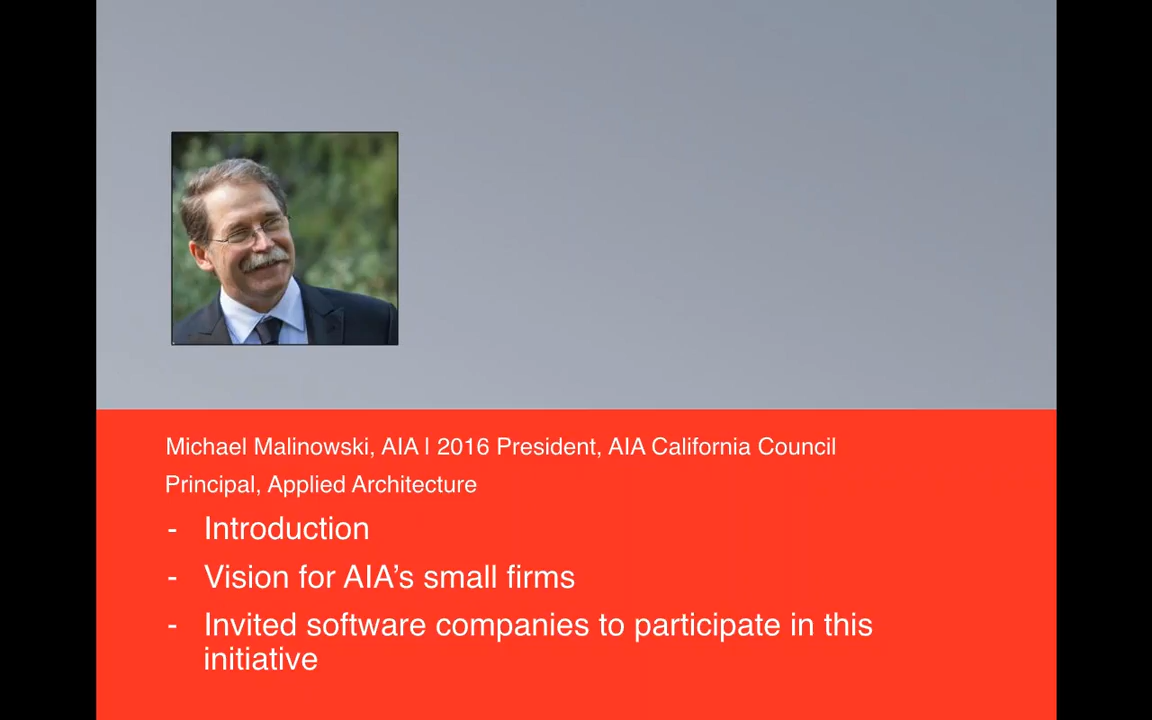 Michael Malinowski, AIA | 2016 President, AIA California Council
Principal, Applied Architecture
- Introduction
- Vision for AIA’s small firms
- Invited software companies to participate in this
initiative